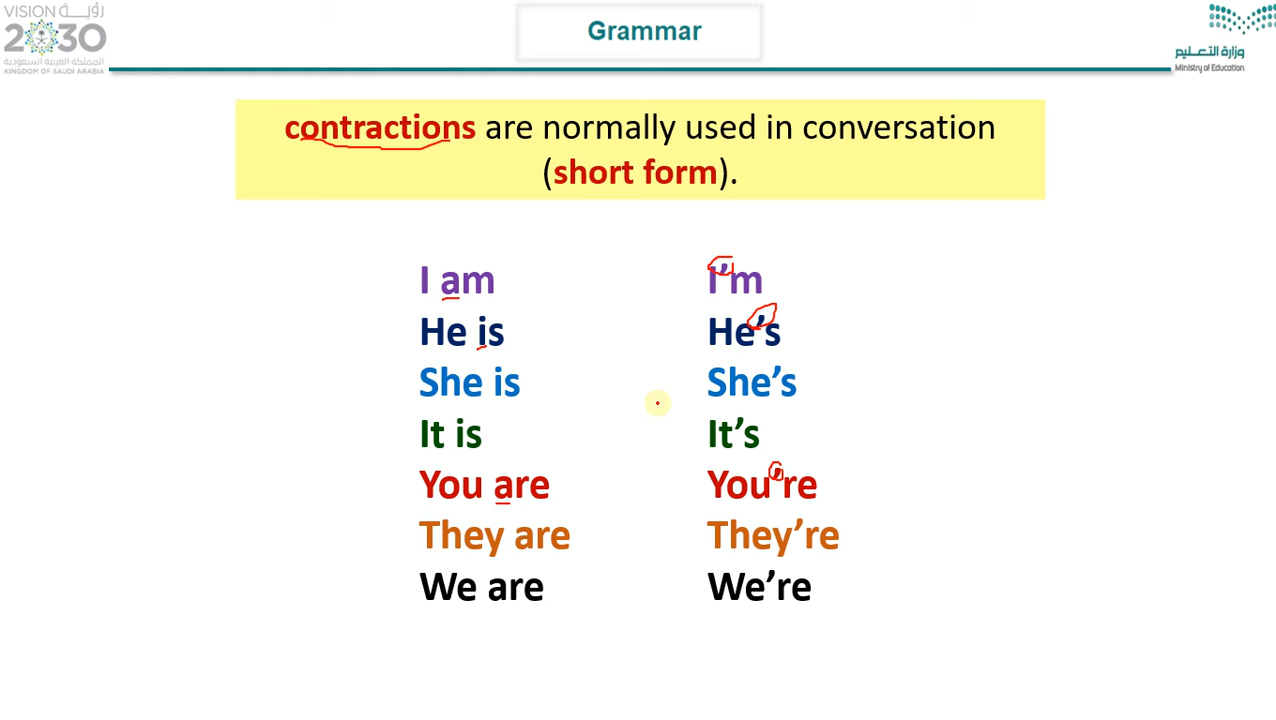 VISION رؤيـــة
2030
المملكة العربية السعودية
KINGDOM OF SAUDI ARABIA
Grammar
وزارة التعـــليم
Ministry of Education
contractions are normally used in conversation
(short form).
I am I’m
He is He’s
She is She’s
It is It’s
You are You’re
They are They’re
We are We’re